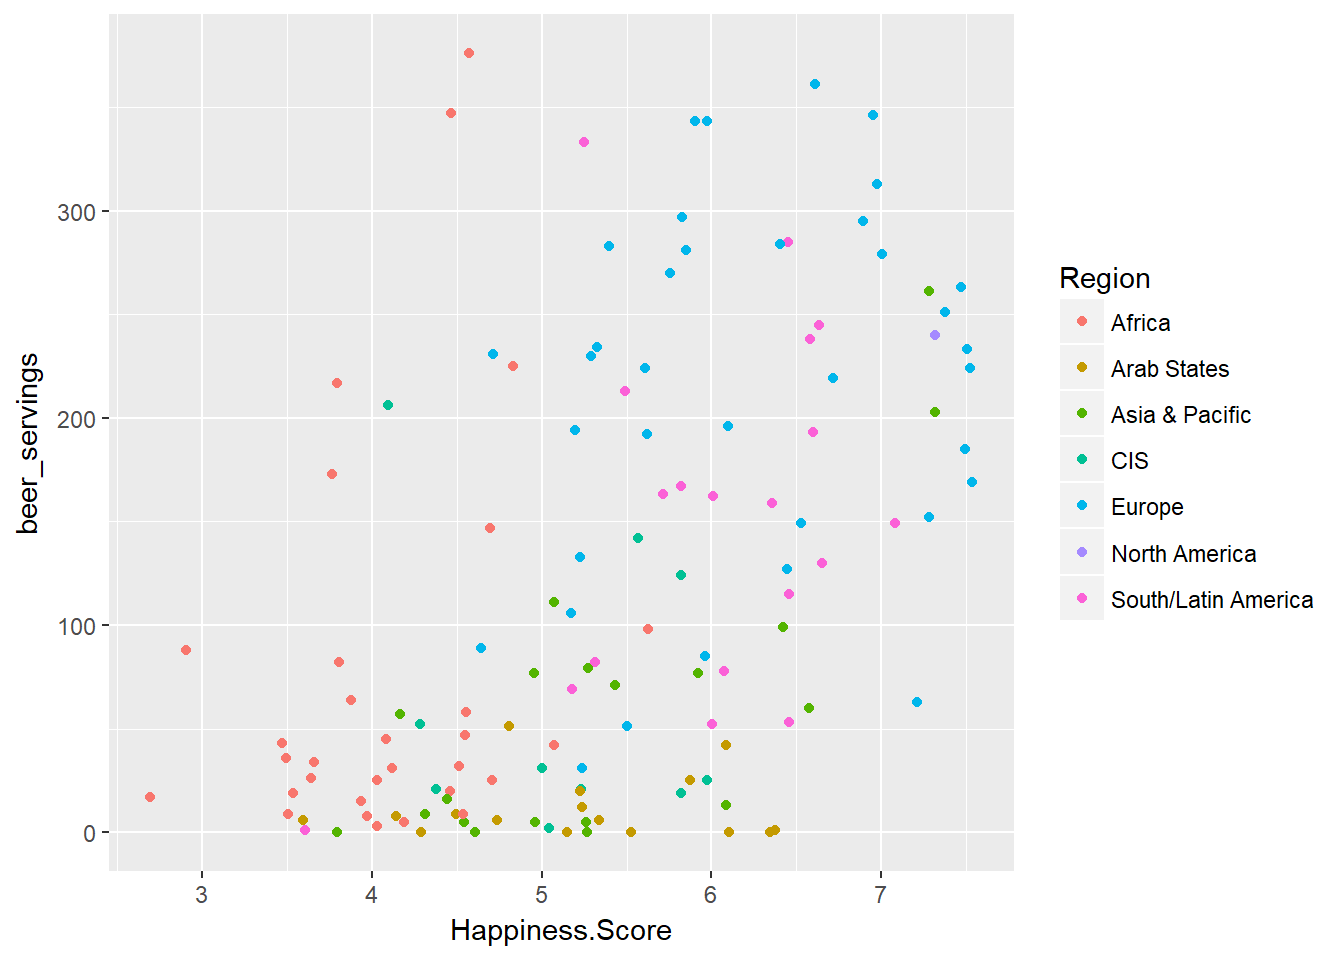 300
200
100
0
beer_servings
3 4 5 6 7
Happiness.Score
Region
Africa
Arab States
Asia & Pacific
CIS
Europe
North America
South/Latin America